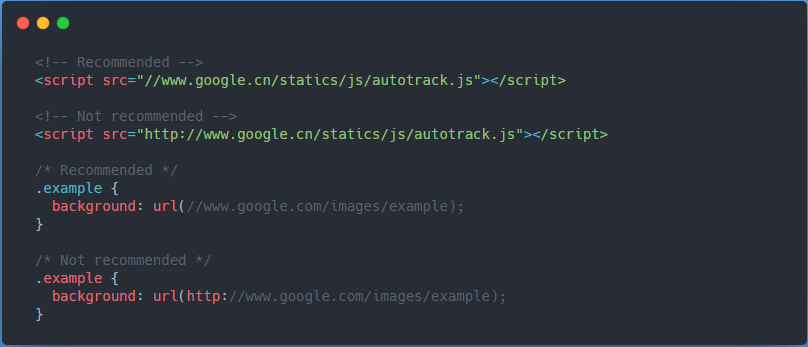 <!-- Recommended -->
<script src="//www.google.cn/statics/js/autotrack.js"></script>
<!-- Not recommended -->
<script src="http://www.google.cn/statics/js/autotrack.js"></script>
/* Recommended */
.example {
  background: url(//www.google.com/images/example);
}
/* Not recommended */
.example {
  background: url(http://www.google.com/images/example);
}